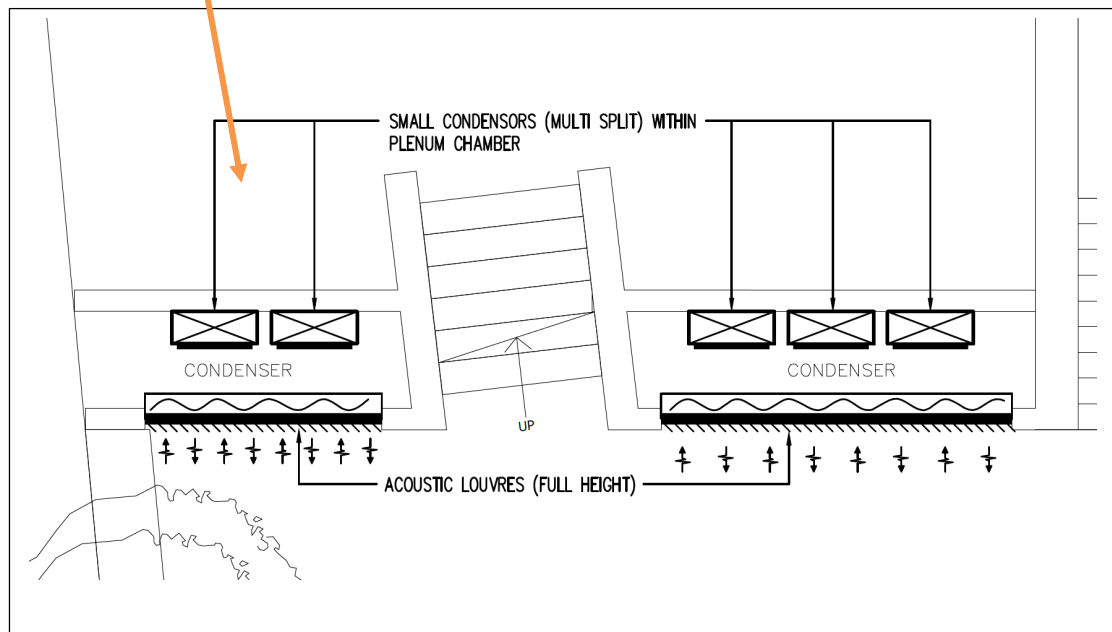 SMALL CONDENSORS (MULTI SPLIT) WITHIN
PLENUM CHAMBER
CONDENSER
CONDENSER
UP
ACOUSTIC LOUVRES (FULL HEIGHT)